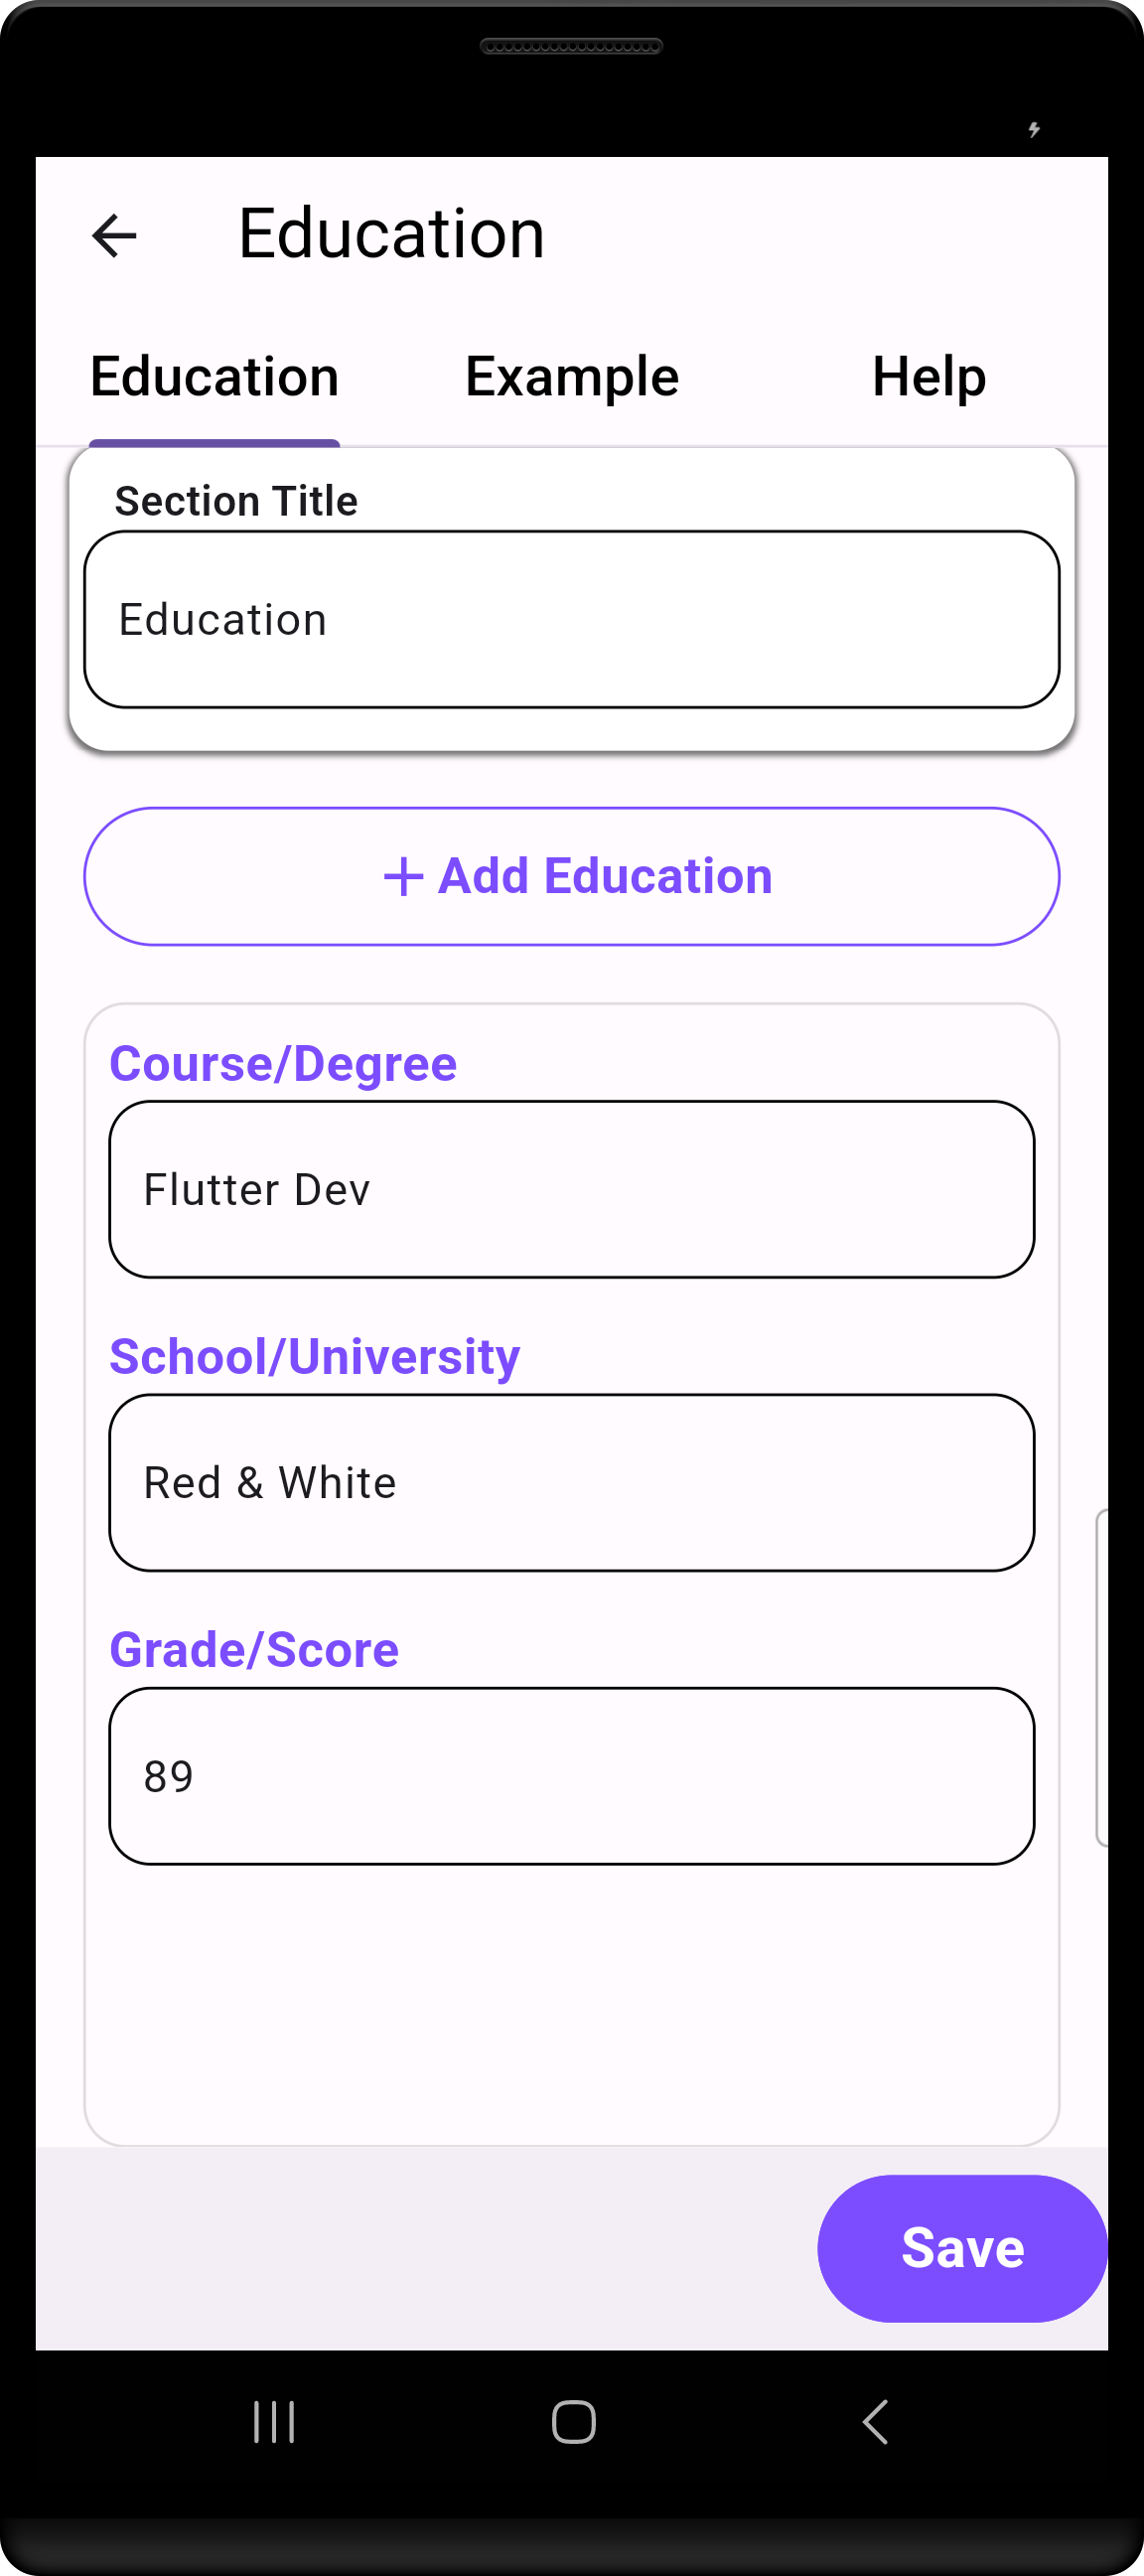 Education
Education Example Help
Section Title
Education
+ Add Education
Course/Degree
Flutter Dev
School/University
Red & White
Grade/Score
89
Save